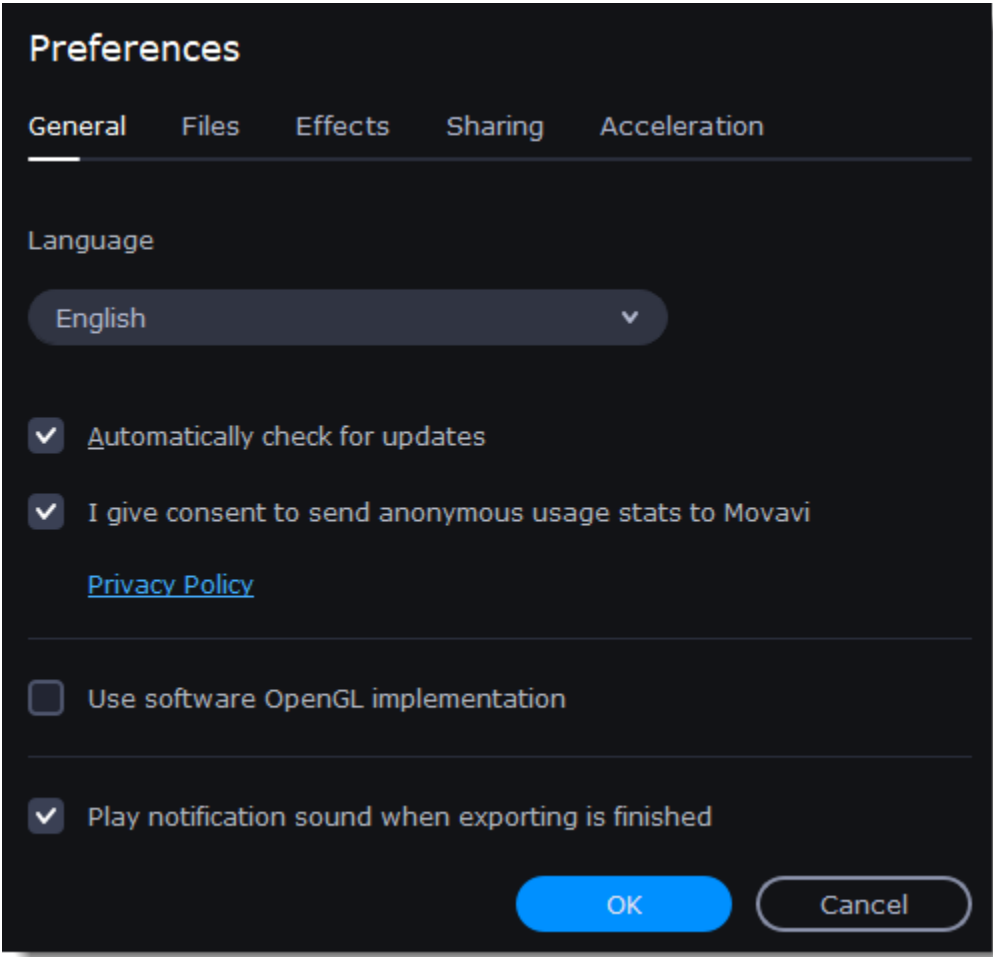 Preferences
General Files Effects Sharing Acceleration
Language
English
Automatically check for updates
I give consent to send anonymous usage stats to Movavi
Privacy Policy
Use software OpenGL implementation
Play notification sound when exporting is finished
OK Cancel